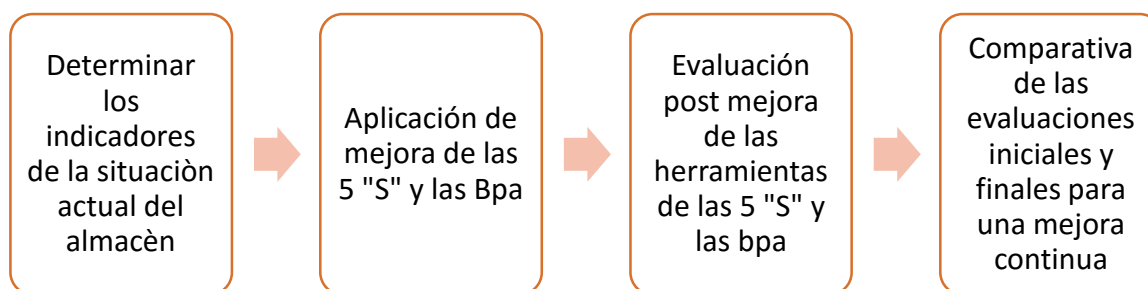 Determinar
los
indicadores
de la situaciòn
actual del
almacèn
Aplicación de
mejora de las
5 "S" y las Bpa
Evaluación
post mejora
de las
herramientas
de las 5 "S" y
las bpa
Comparativa
de las
evaluaciones
iniciales y
finales para
una mejora
continua